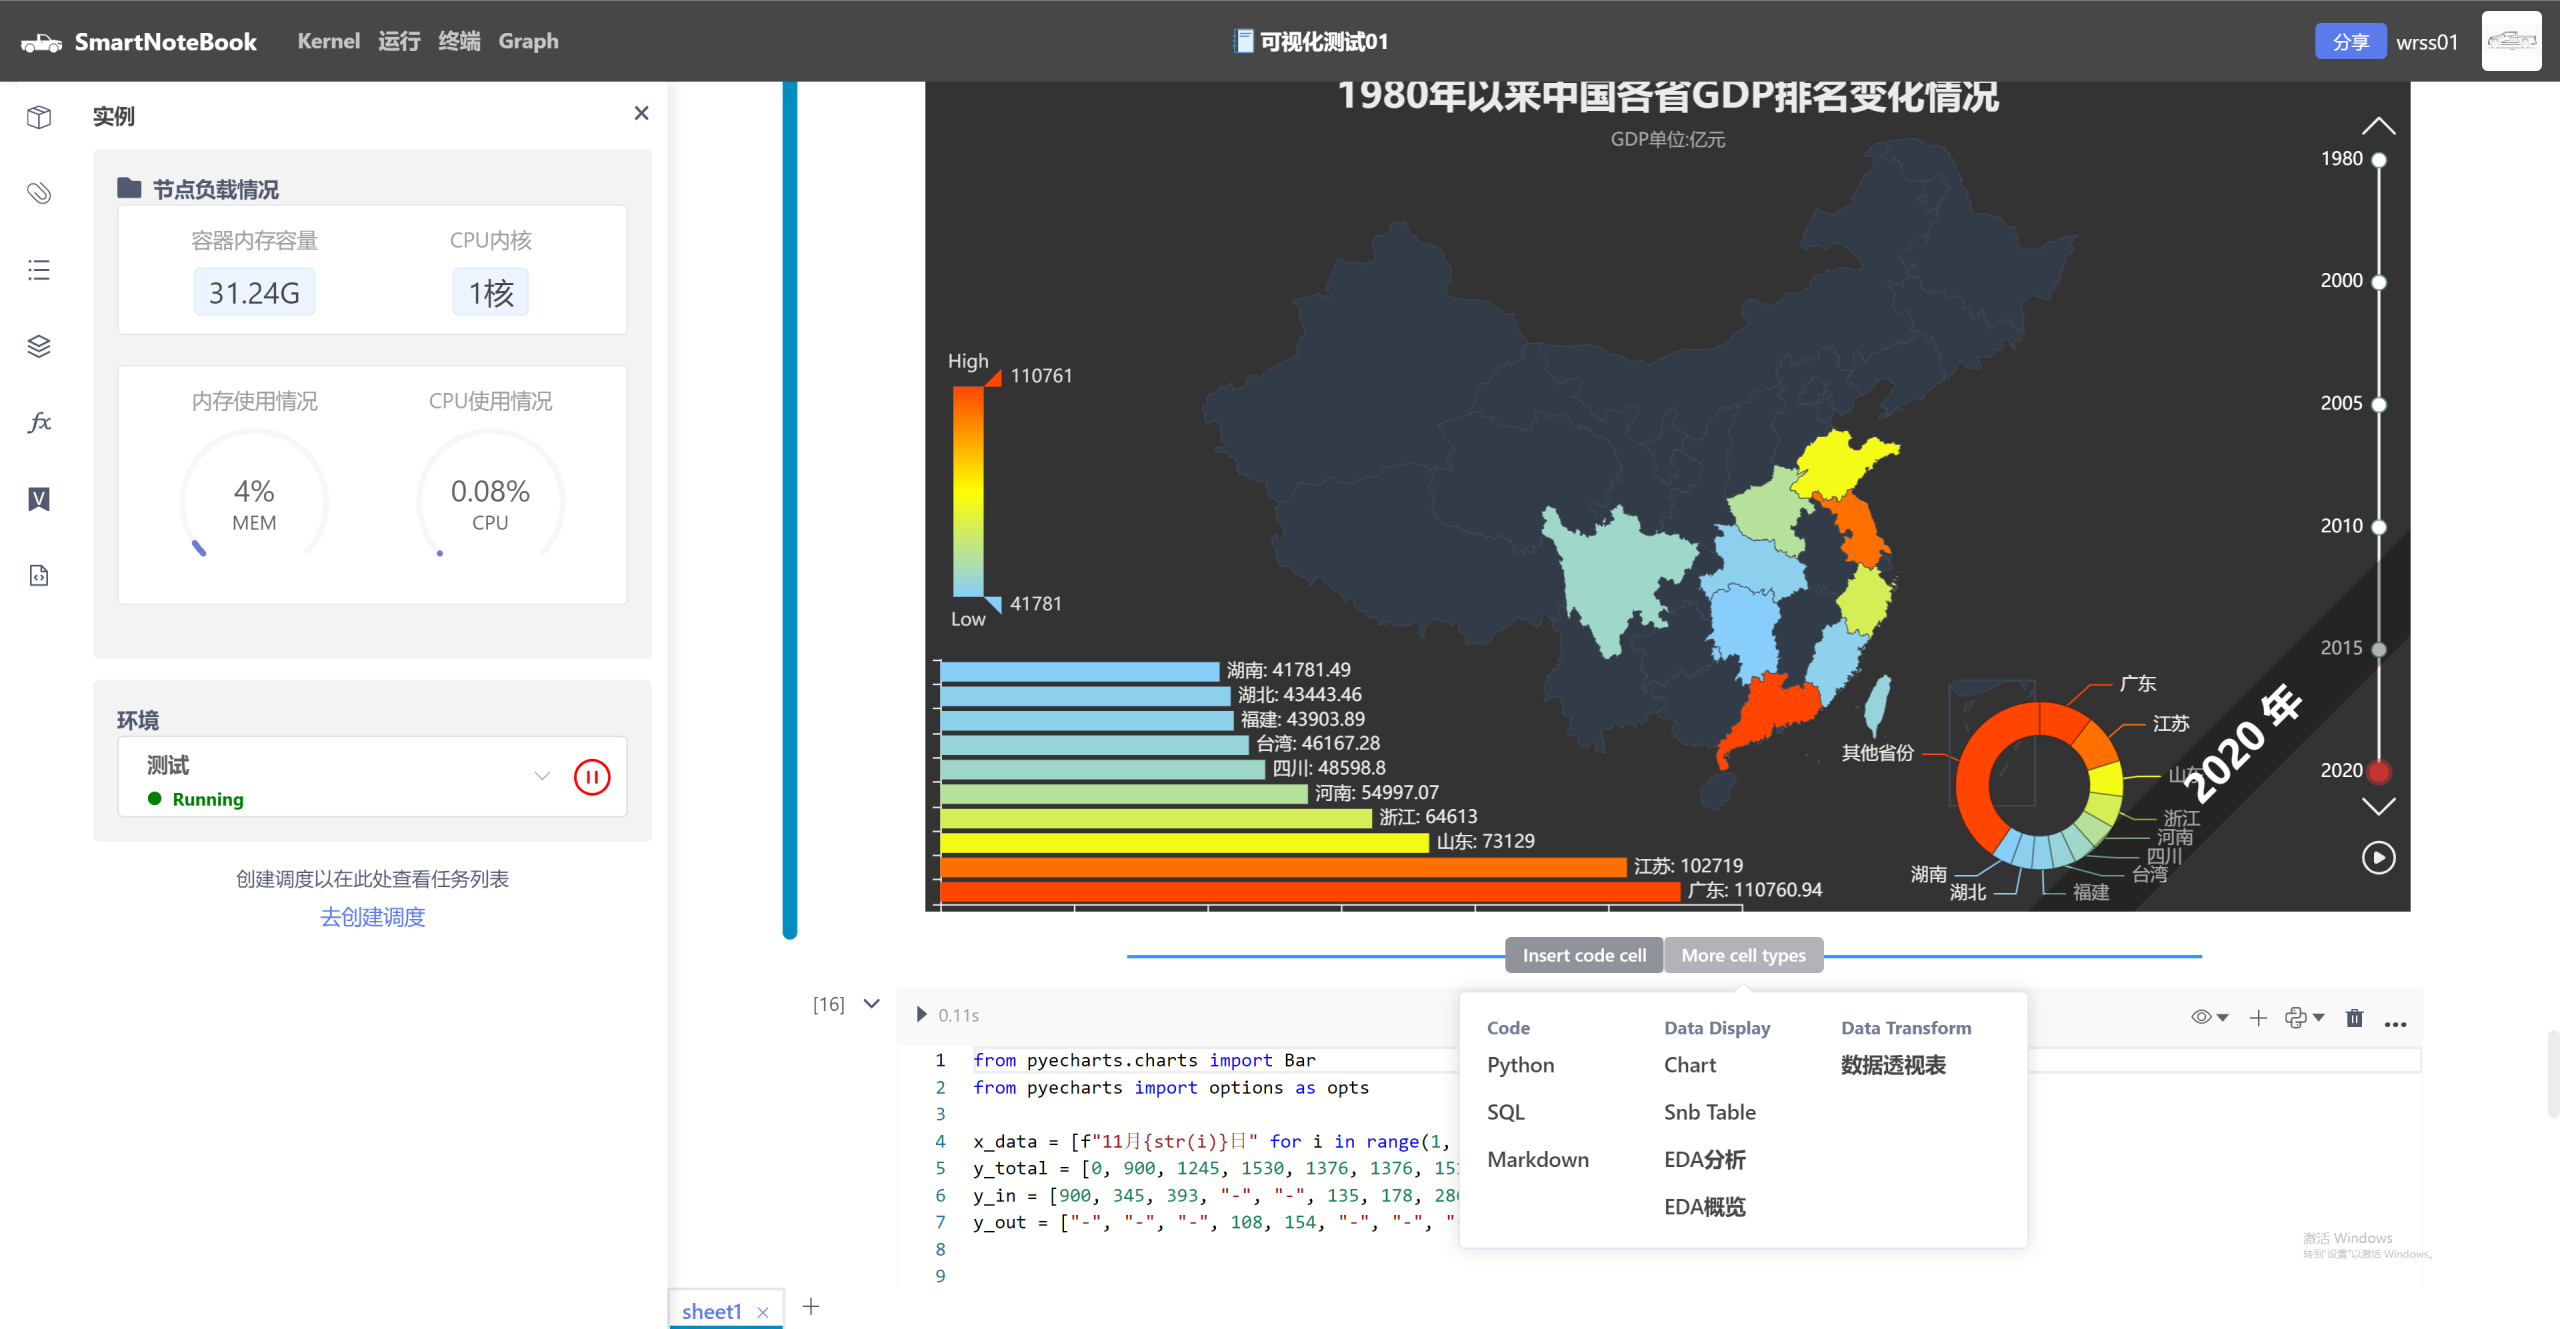 SmartNoteBook Kernel 运行 终端 Graph 可视化测试01 分享 wrss01
实例
节点负载情况
容器内存容量 CPU内核
31.24G 1核
内存使用情况 CPU使用情况
4% 0.08%
MEM CPU
环境
测试
Running
创建调度以在此处查看任务列表
去创建调度
1980年以来中国各省GDP排名变化情况
GDP单位:亿元
High
110761
41781
Low
湖南: 41781.49
湖北: 43443.46
福建: 43903.89
台湾: 46167.28
四川: 48598.8
河南: 54997.07
浙江: 64613
山东: 73129
江苏: 102719
广东: 110760.94
广东
江苏
其他省份
浙江
河南
四川
台湾
湖南
湖北
福建
2020 年
1980
2000
2005
2010
2015
2020
Insert code cell More cell types
[16] 0.11s
Code Data Display Data Transform
Python Chart 数据透视表
SQL Snb Table
Markdown EDA分析
EDA概览
1 from pyecharts.charts import Bar
2 from pyecharts import options as opts
3
4 x_data = [f"11月{str(i)}日" for i in range(1,
5 y_total = [0, 900, 1245, 1530, 1376, 1376,
6 y_in = [900, 345, 393, "-", "-", 135, 178,
7 y_out = ["-", "-", "-", 108, 154, "-", "-",
8
9
激活 Windows
转到"设置"以激活 Windows。
sheet1